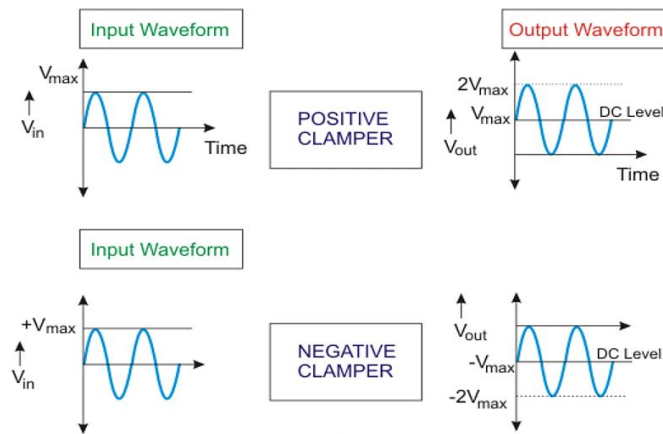 Input Waveform
Output Waveform
Vmax
Vin
Time
POSITIVE
CLAMPER
2Vmax
Vmax
DC Level
Vout
Time
Input Waveform
+Vmax
Vin
NEGATIVE
CLAMPER
Vout
-Vmax
DC Level
-2Vmax